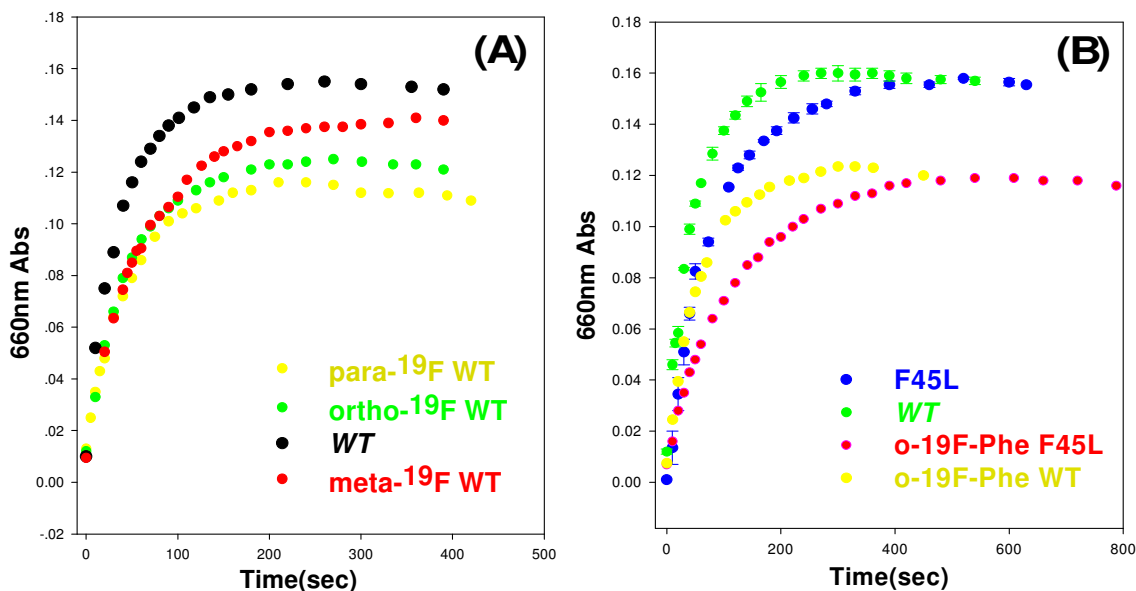 (A)
.18
.16
.14
.12
.10
.08
.06
.04
.02
0.00
-.02
660nm Abs
para-19F WT
ortho-19F WT
WT
meta-19F WT
0 100 200 300 400 500
Time(sec)
(B)
0.18
0.16
0.14
0.12
0.10
0.08
0.06
0.04
0.02
0.00
660nm Abs
F45L
WT
o-19F-Phe F45L
o-19F-Phe WT
0 200 400 600 800
Time(sec)